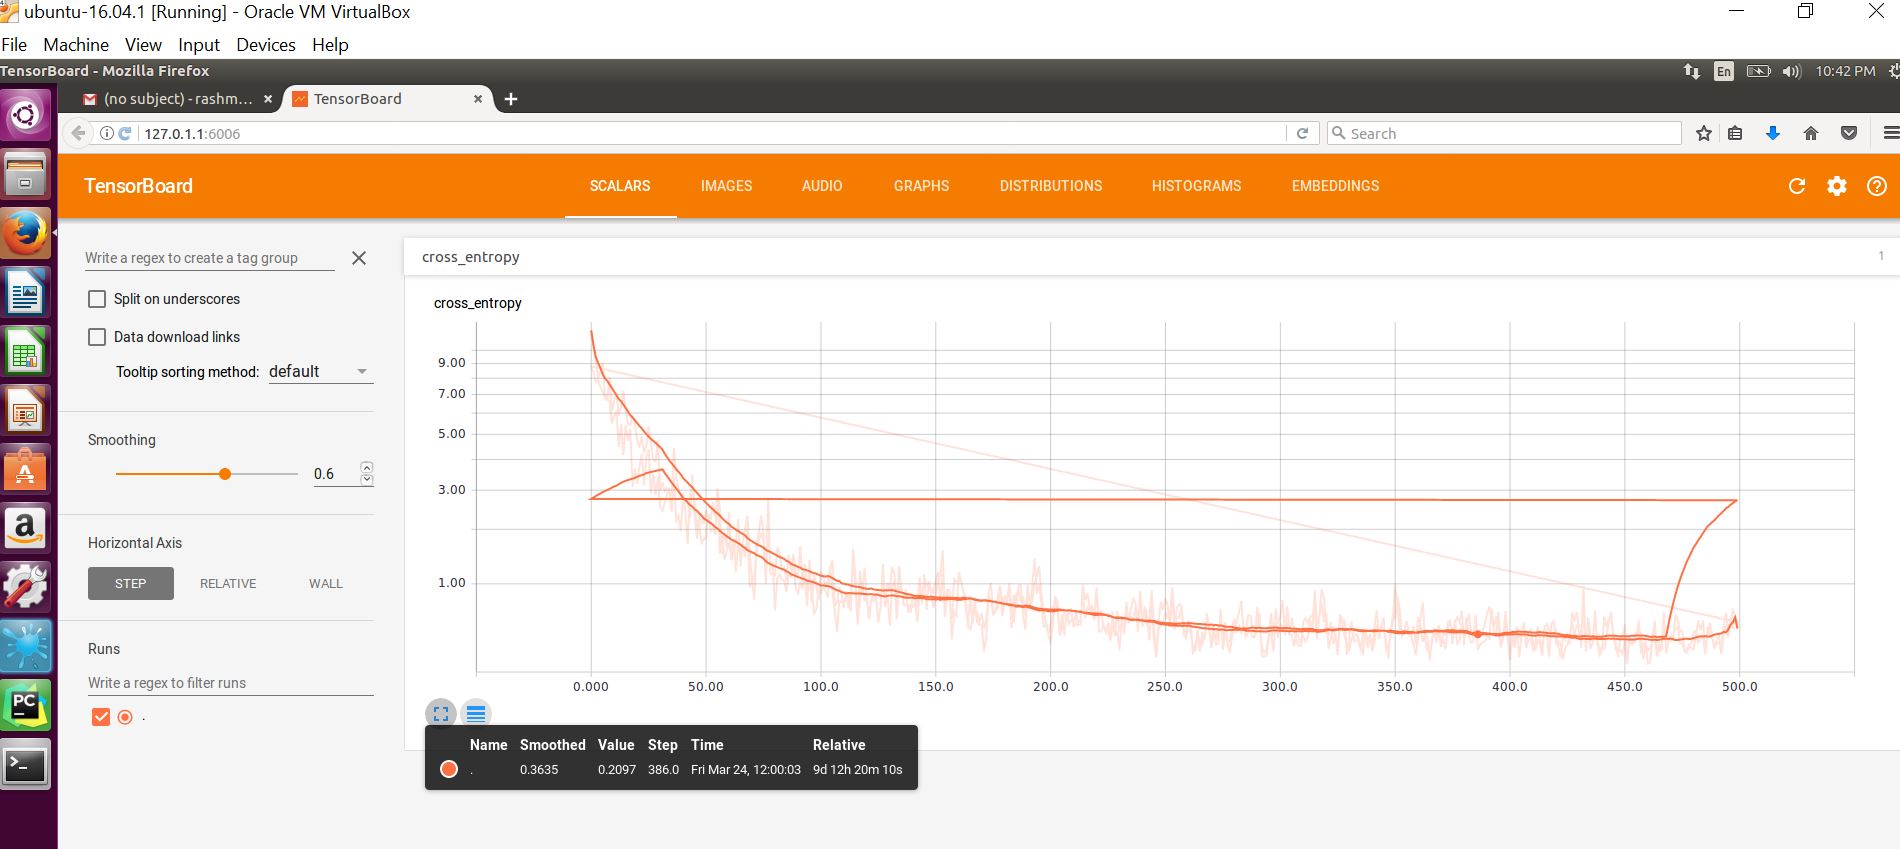 ubuntu-16.04.1 [Running] - Oracle VM VirtualBox
File Machine View Input Devices Help
TensorBoard - Mozilla Firefox En 10:42 PM
(no subject) - rashm... × TensorBoard × +
127.0.1.1:6006 Search
TensorBoard SCALARS IMAGES AUDIO GRAPHS DISTRIBUTIONS HISTOGRAMS EMBEDDINGS
Write a regex to create a tag group
Split on underscores
Data download links
Tooltip sorting method: default
Smoothing
0.6
Horizontal Axis
STEP RELATIVE WALL
Runs
Write a regex to filter runs
.
cross_entropy 1
cross_entropy
9.00
7.00
5.00
3.00
1.00
0.000 50.00 100.0 150.0 200.0 250.0 300.0 350.0 400.0 450.0 500.0
Name Smoothed Value Step Time Relative
. 0.3635 0.2097 386.0 Fri Mar 24, 12:00:03 9d 12h 20m 10s
a
PC
>_